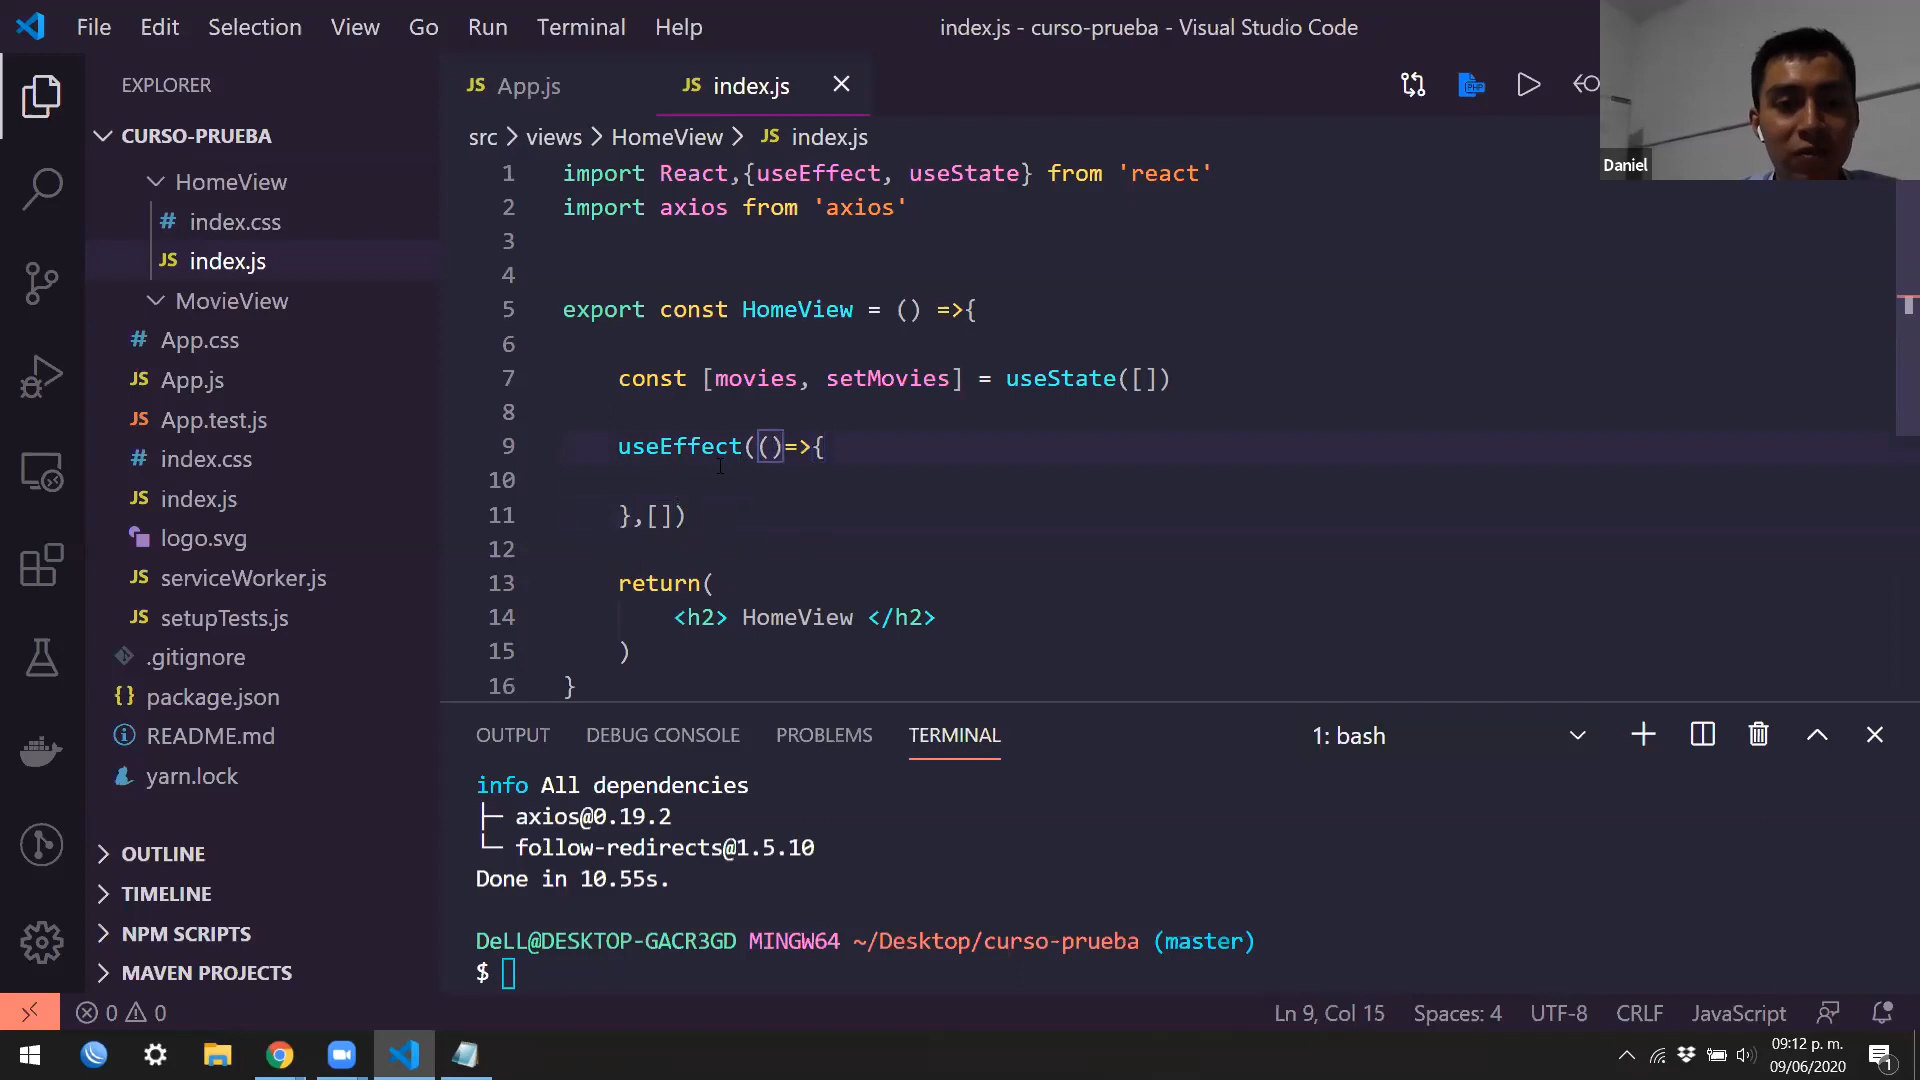 File Edit Selection View Go Run Terminal Help
index.js - curso-prueba - Visual Studio Code
EXPLORER
CURSO-PRUEBA
HomeView
# index.css
JS index.js
MovieView
# App.css
JS App.js
JS App.test.js
# index.css
JS index.js
logo.svg
JS serviceWorker.js
JS setupTests.js
.gitignore
{} package.json
README.md
yarn.lock
OUTLINE
TIMELINE
NPM SCRIPTS
MAVEN PROJECTS
JS App.js
JS index.js
PHP
Daniel
src > views > HomeView > JS index.js
1 import React,{useEffect, useState} from 'react'
2 import axios from 'axios'
3
4
5 export const HomeView = () =>{
6
7 const [movies, setMovies] = useState([])
8
9 useEffect(()=>{
10
11 },[])
12
13 return(
14 <h2> HomeView </h2>
15 )
16 }
OUTPUT DEBUG CONSOLE PROBLEMS TERMINAL
1: bash
info All dependencies
├─ axios@0.19.2
└─ follow-redirects@1.5.10
Done in 10.55s.
DeLL@DESKTOP-GACR3GD MINGW64 ~/Desktop/curso-prueba (master)
$
0 0
Ln 9, Col 15 Spaces: 4 UTF-8 CRLF JavaScript
09:12 p. m.
09/06/2020
1